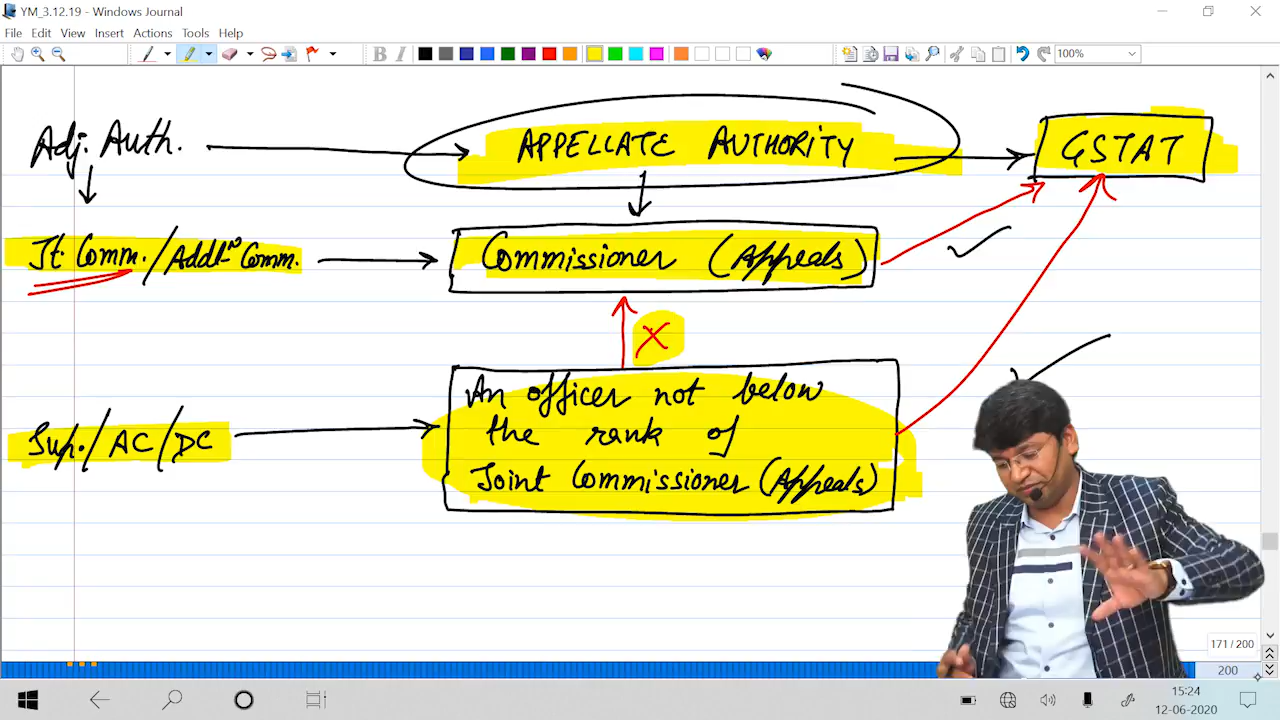 YM_3.12.19 - Windows Journal
File Edit View Insert Actions Tools Help
B I 100%
Adj. Auth. APPELLATE AUTHORITY GSTAT
Jt. Comm. / Addl.n Comm. Commissioner (Appeals)
X
An officer not below
the rank of
Joint Commissioner (Appeals)
Sup. / AC / DC
171 / 200
200
15:24
12-06-2020